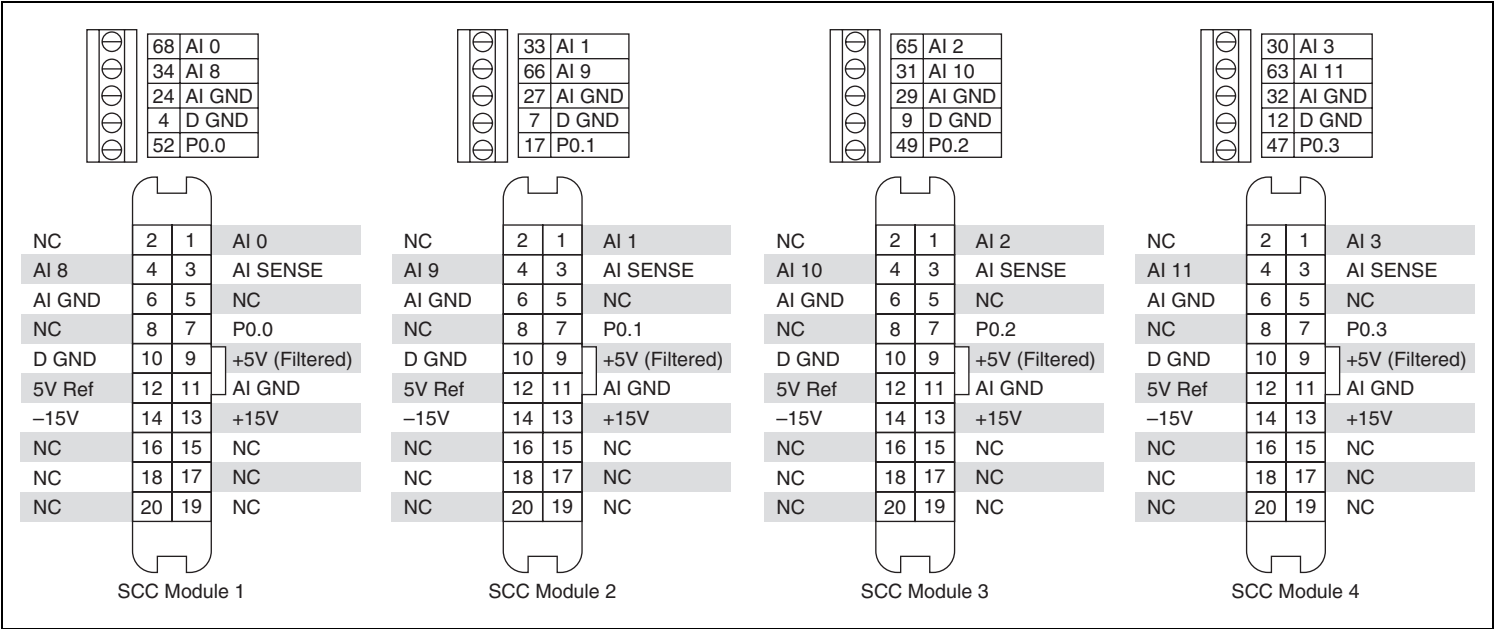 68 AI 0 33 AI 1 65 AI 2 30 AI 3
34 AI 8 66 AI 9 31 AI 10 63 AI 11
24 AI GND 27 AI GND 29 AI GND 32 AI GND
4 D GND 7 D GND 9 D GND 12 D GND
52 P0.0 17 P0.1 49 P0.2 47 P0.3
NC 2 1 AI 0 NC 2 1 AI 1 NC 2 1 AI 2 NC 2 1 AI 3
AI 8 4 3 AI SENSE AI 9 4 3 AI SENSE AI 10 4 3 AI SENSE AI 11 4 3 AI SENSE
AI GND 6 5 NC AI GND 6 5 NC AI GND 6 5 NC AI GND 6 5 NC
NC 8 7 P0.0 NC 8 7 P0.1 NC 8 7 P0.2 NC 8 7 P0.3
D GND 10 9 +5V (Filtered) D GND 10 9 +5V (Filtered) D GND 10 9 +5V (Filtered) D GND 10 9 +5V (Filtered)
5V Ref 12 11 AI GND 5V Ref 12 11 AI GND 5V Ref 12 11 AI GND 5V Ref 12 11 AI GND
–15V 14 13 +15V –15V 14 13 +15V –15V 14 13 +15V –15V 14 13 +15V
NC 16 15 NC NC 16 15 NC NC 16 15 NC NC 16 15 NC
NC 18 17 NC NC 18 17 NC NC 18 17 NC NC 18 17 NC
NC 20 19 NC NC 20 19 NC NC 20 19 NC NC 20 19 NC
SCC Module 1 SCC Module 2 SCC Module 3 SCC Module 4